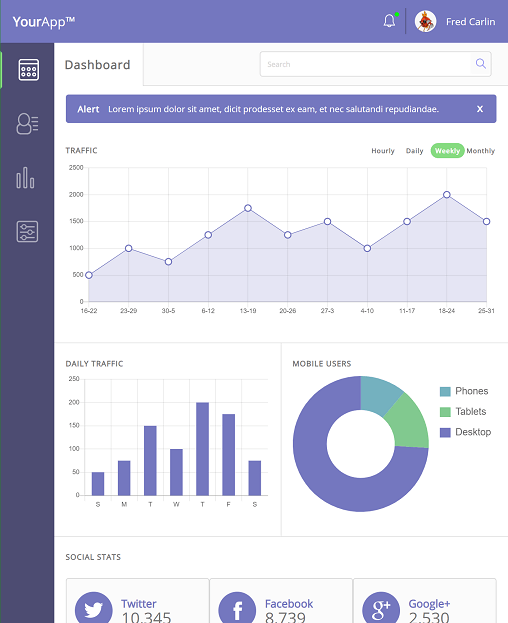 YourApp™
Fred Carlin
Dashboard
Search
Alert Lorem ipsum dolor sit amet, dicit prodesset ex eam, et nec salutandi repudiandae. X
TRAFFIC
Hourly Daily Weekly Monthly
2500
2000
1500
1000
500
0
16-22 23-29 30-5 6-12 13-19 20-26 27-3 4-10 11-17 18-24 25-31
DAILY TRAFFIC
250
200
150
100
50
0
S M T W T F S
MOBILE USERS
Phones
Tablets
Desktop
SOCIAL STATS
Twitter
10,345
Facebook
8,739
g+
Google+
2,530